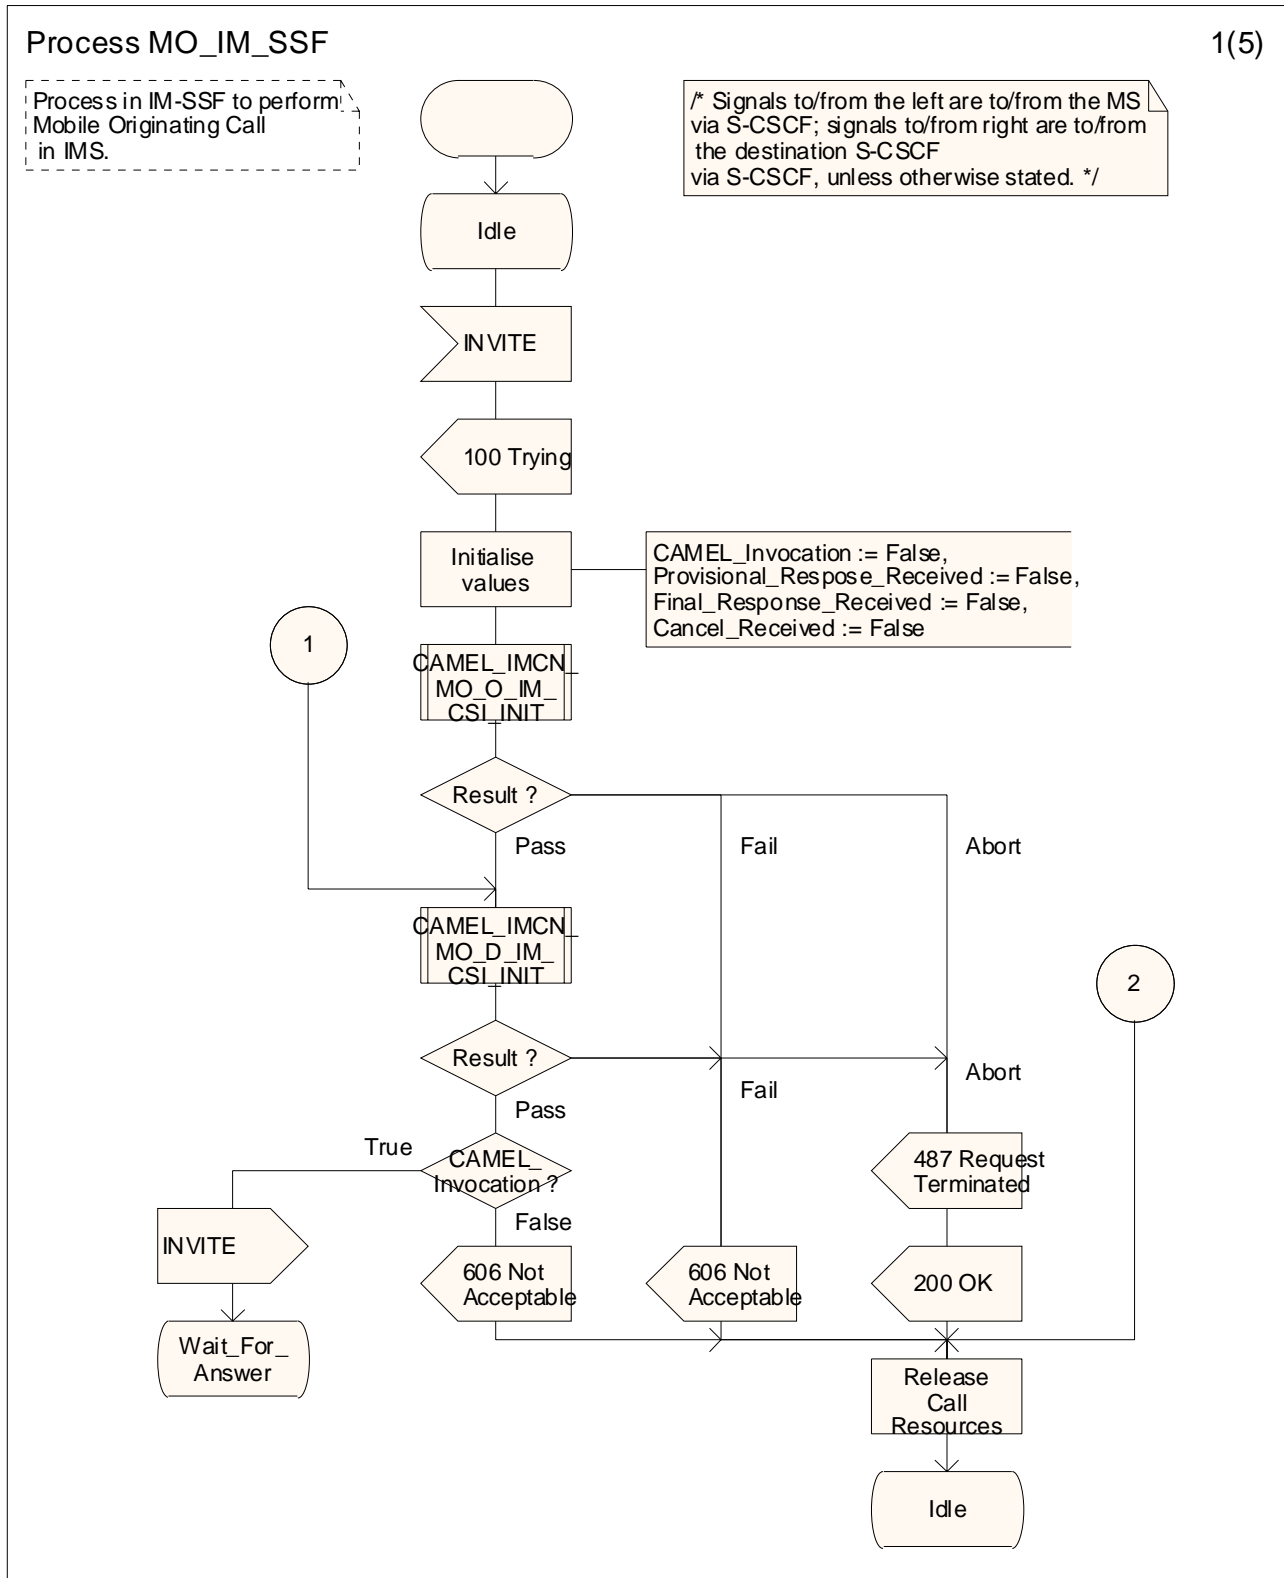 Process MO_IM_SSF
1(5)
Process in IM-SSF to perform
Mobile Originating Call
in IMS.
/* Signals to/from the left are to/from the MS
via S-CSCF; signals to/from right are to/from
the destination S-CSCF
via S-CSCF, unless otherwise stated. */
Idle
INVITE
100 Trying
Initialise
values
CAMEL_Invocation := False,
Provisional_Respose_Received := False,
Final_Response_Received := False,
Cancel_Received := False
1
CAMEL_IMCN_
MO_O_IM_
CSI_INIT
Result ?
Pass
Fail
Abort
CAMEL_IMCN_
MO_D_IM_
CSI_INIT
2
Result ?
Pass
Fail
Abort
True
CAMEL_
Invocation ?
False
487 Request
Terminated
INVITE
606 Not
Acceptable
606 Not
Acceptable
200 OK
Wait_For_
Answer
Release
Call
Resources
Idle